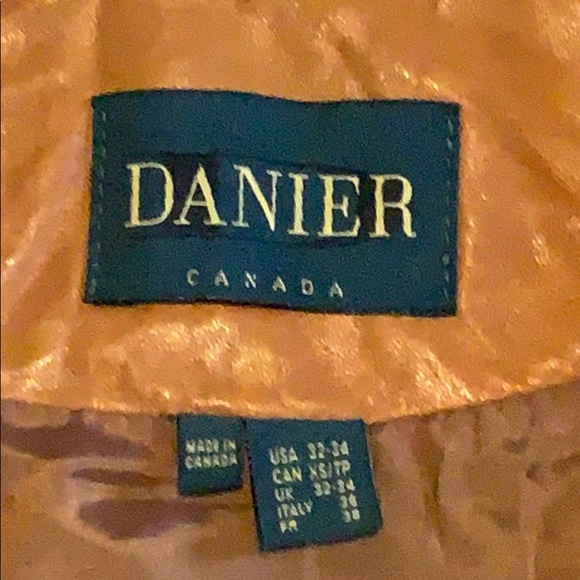 DANIER
CANADA
MADE IN
CANADA
USA 32-34
CAN XS/TP
UK 32-34
ITALY 38
FR 38